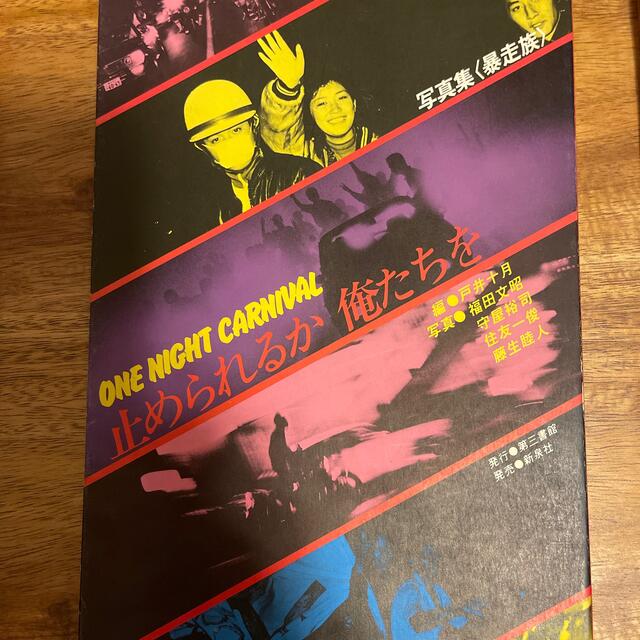 写真集〈暴走族〉
ONE NIGHT CARNIVAL
止められるか 俺たちを
編●戸井十月
写真●福田文昭
守屋裕司
住友一俊
藤生睦人
発行●第三書館
発売●新泉社